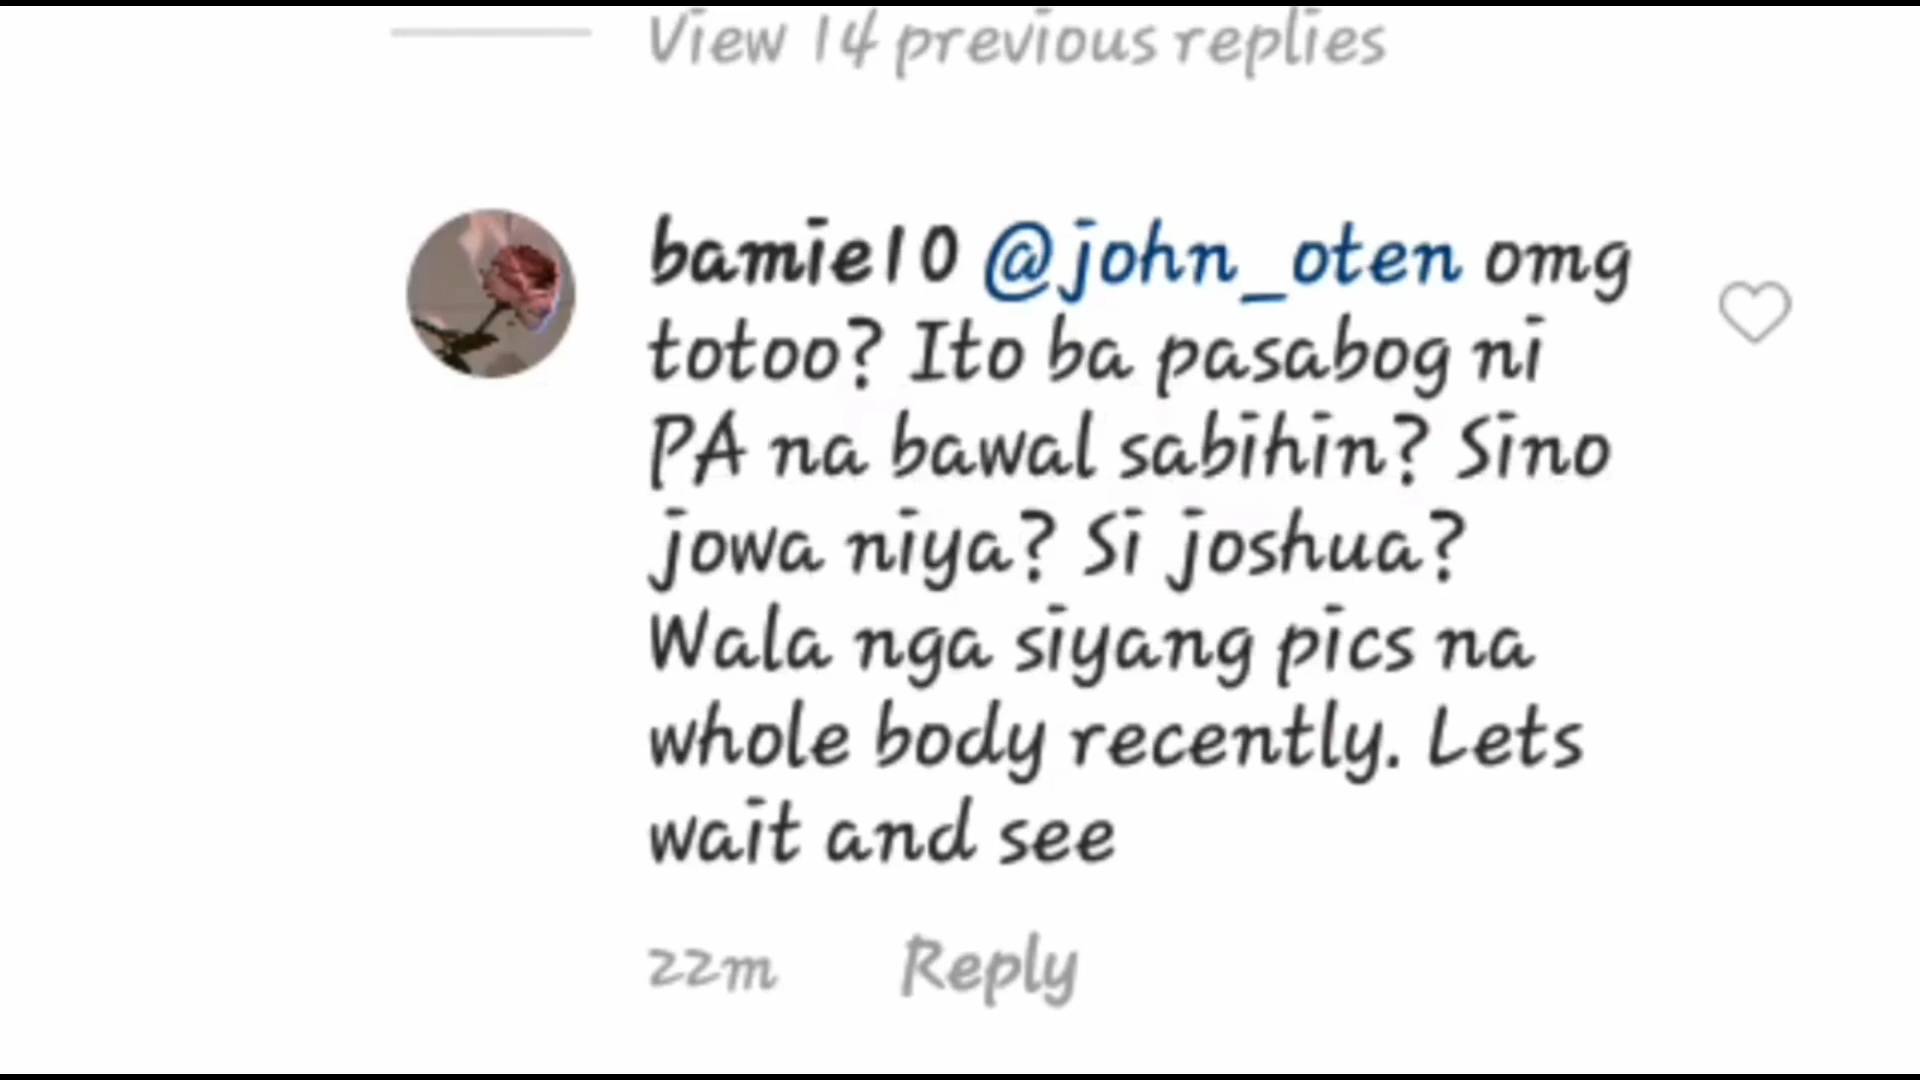 View 14 previous replies
bamie10 @john_oten omg
totoo? Ito ba pasabog ni
PA na bawal sabihin? Sino
jowa niya? Si joshua?
Wala nga siyang pics na
whole body recently. Lets
wait and see
22m Reply